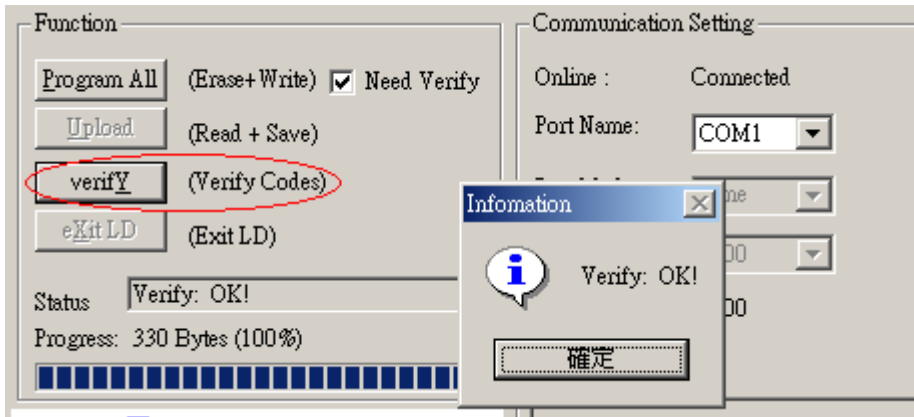 Function
Program All (Erase+Write) Need Verify
Upload (Read + Save)
verifY (Verify Codes)
eXit LD (Exit LD)
Status Verify: OK!
Progress: 330 Bytes (100%)
Communication Setting
Online : Connected
Port Name: COM1
Infomation
Verify: OK!
確定